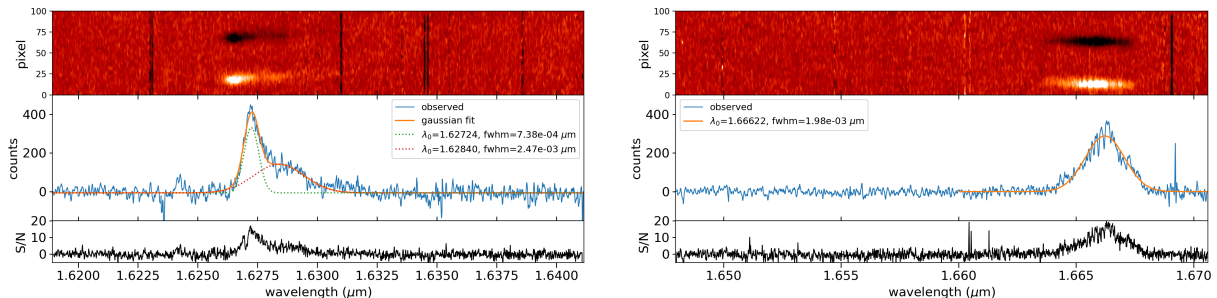 100
75
50
25
0
pixel
400
200
0
counts
observed
gaussian fit
λ₀=1.62724, fwhm=7.38e-04 μm
λ₀=1.62840, fwhm=2.47e-03 μm
20
10
0
S/N
1.6200 1.6225 1.6250 1.6275 1.6300 1.6325 1.6350 1.6375 1.6400
wavelength (μm)
100
75
50
25
0
pixel
400
200
0
counts
observed
λ₀=1.66622, fwhm=1.98e-03 μm
20
10
0
S/N
1.650 1.655 1.660 1.665 1.670
wavelength (μm)